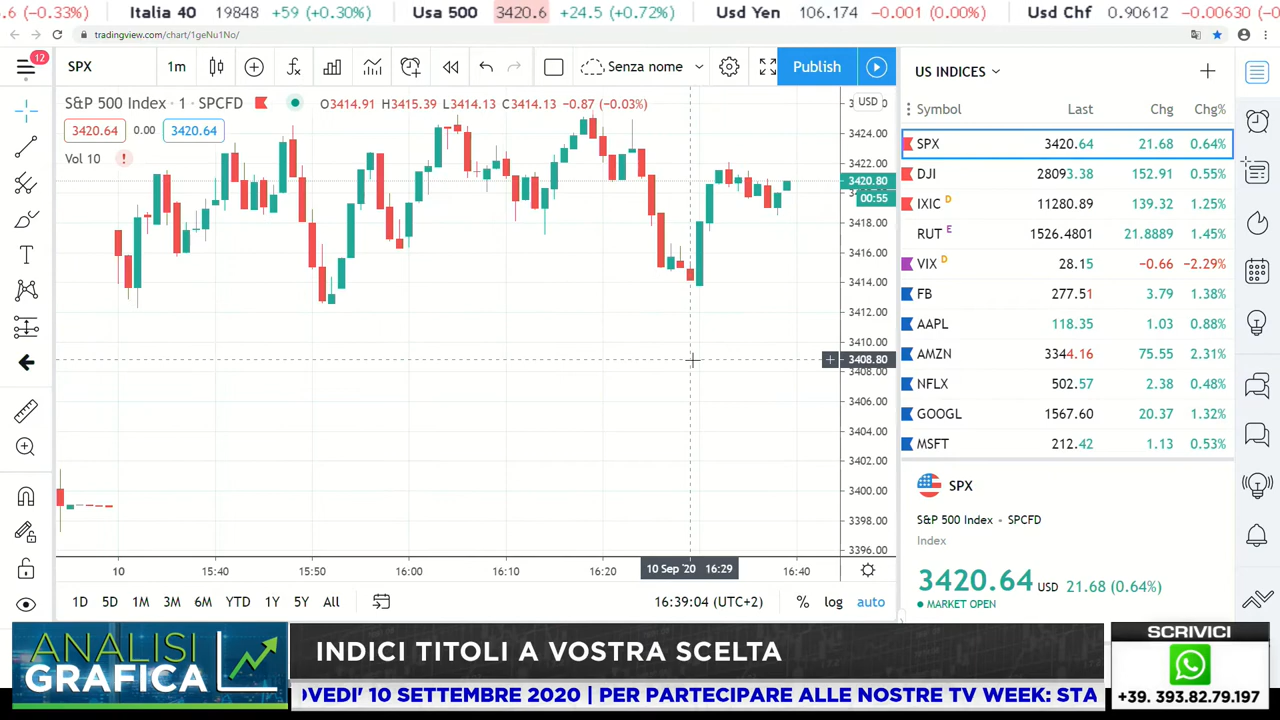 .6 (−0.33%) Italia 40 19848 +59 (+0.30%) Usa 500 3420.6 +24.5 (+0.72%) Usd Yen 106.174 −0.001 (0.00%) Usd Chf 0.90612 −0.00630 (−0
tradingview.com/chart/1geNu1No/
12
SPX 1m Senza nome Publish
S&P 500 Index • 1 • SPCFD O3414.91 H3415.39 L3414.13 C3414.13 −0.87 (−0.03%)
3420.64 0.00 3420.64
Vol 10 !
USD
3424.00
3422.00
3420.80
00:55
3418.00
3416.00
3414.00
3412.00
3410.00
3408.80
3408.00
3406.00
3404.00
3402.00
3400.00
3398.00
3396.00
10 15:40 15:50 16:00 16:10 16:20 10 Sep '20 16:29 16:40
1D 5D 1M 3M 6M YTD 1Y 5Y All 16:39:04 (UTC+2) % log auto
US INDICES
Symbol Last Chg Chg%
SPX 3420.64 21.68 0.64%
DJI 28093.38 152.91 0.55%
IXIC D 11280.89 139.32 1.25%
RUT E 1526.4801 21.8889 1.45%
VIX D 28.15 −0.66 −2.29%
FB 277.51 3.79 1.38%
AAPL 118.35 1.03 0.88%
AMZN 3344.16 75.55 2.31%
NFLX 502.57 2.38 0.48%
GOOGL 1567.60 20.37 1.32%
MSFT 212.42 1.13 0.53%
SPX
S&P 500 Index • SPCFD
Index
3420.64 USD 21.68 (0.64%)
MARKET OPEN
ANALISI
GRAFICA
INDICI TITOLI A VOSTRA SCELTA
OVEDI' 10 SETTEMBRE 2020 | PER PARTECIPARE ALLE NOSTRE TV WEEK: STA
SCRIVICI
+39. 393.82.79.197